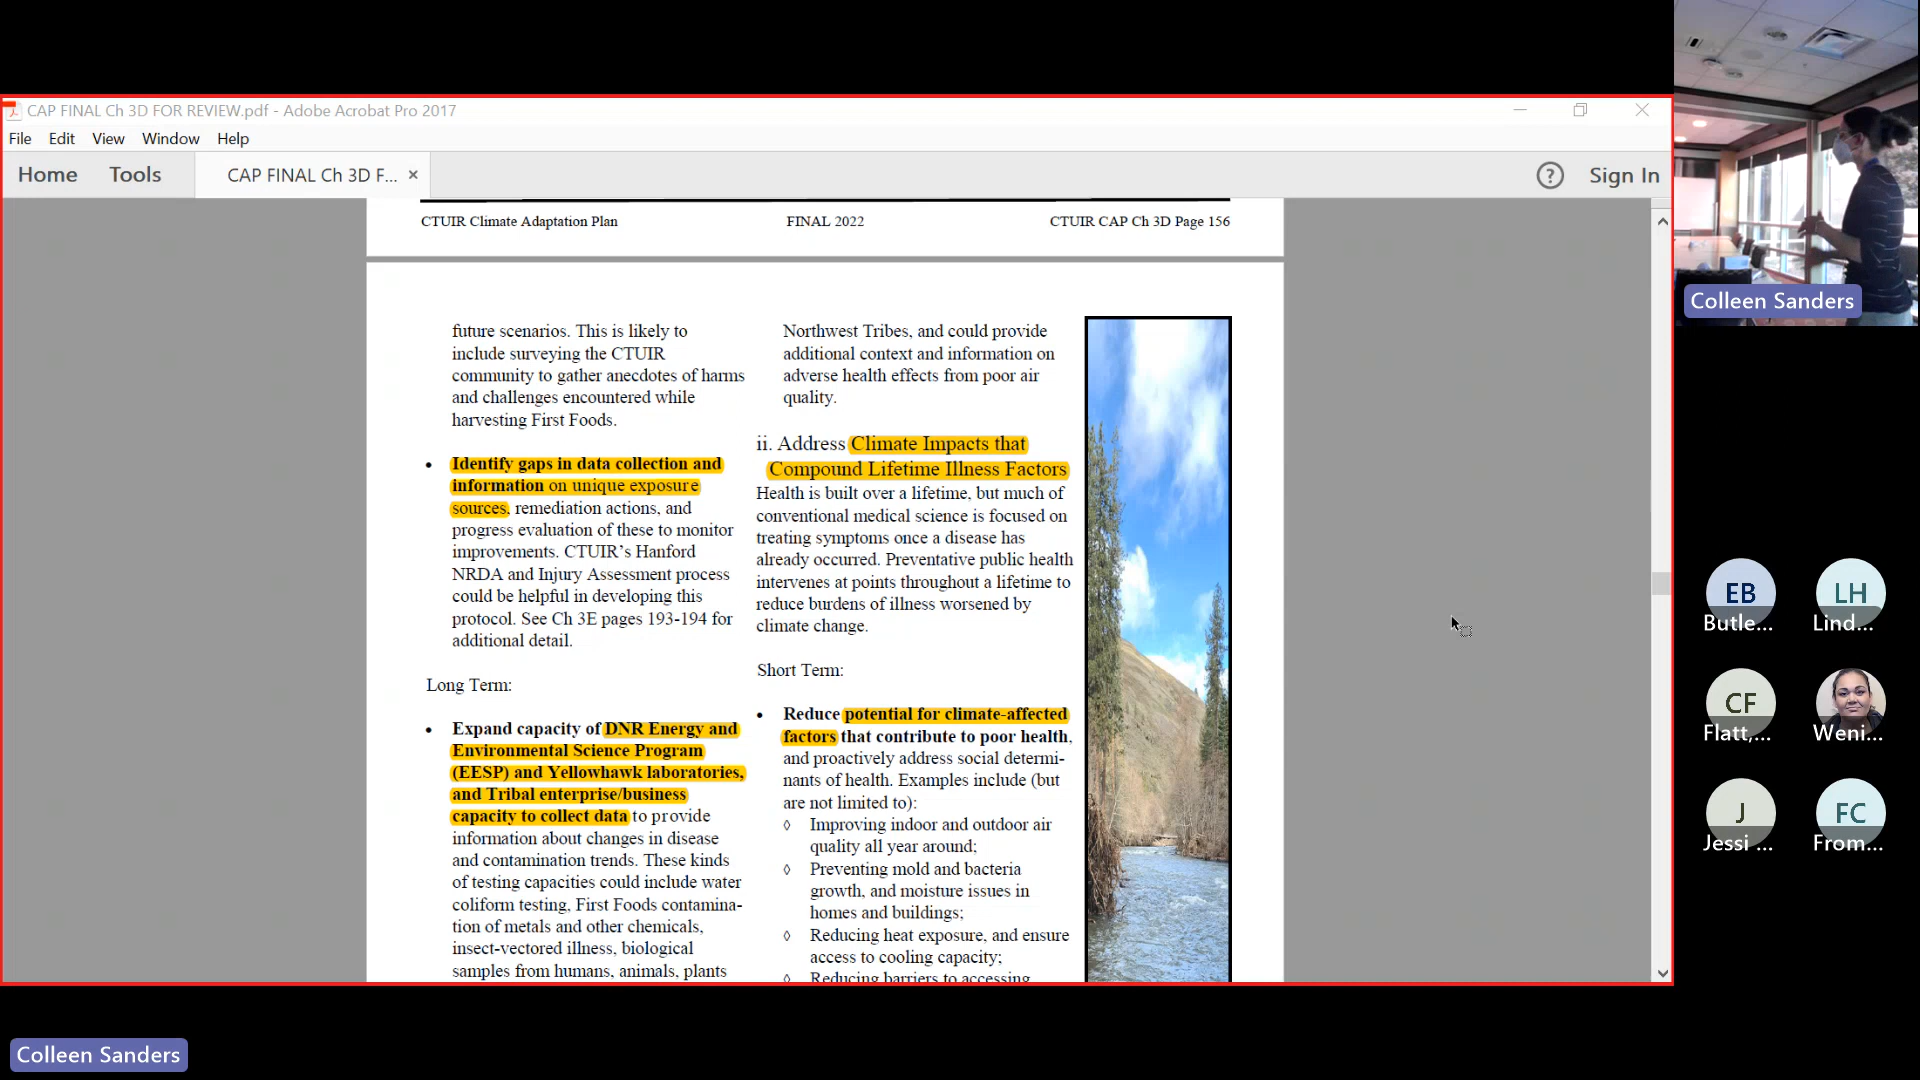 CAP FINAL Ch 3D FOR REVIEW.pdf - Adobe Acrobat Pro 2017
File Edit View Window Help
Home Tools CAP FINAL Ch 3D F... × ? Sign In
CTUIR Climate Adaptation Plan FINAL 2022 CTUIR CAP Ch 3D Page 156
future scenarios. This is likely to
include surveying the CTUIR
community to gather anecdotes of harms
and challenges encountered while
harvesting First Foods.
• Identify gaps in data collection and
information on unique exposure
sources, remediation actions, and
progress evaluation of these to monitor
improvements. CTUIR’s Hanford
NRDA and Injury Assessment process
could be helpful in developing this
protocol. See Ch 3E pages 193-194 for
additional detail.
Long Term:
• Expand capacity of DNR Energy and
Environmental Science Program
(EESP) and Yellowhawk laboratories,
and Tribal enterprise/business
capacity to collect data to provide
information about changes in disease
and contamination trends. These kinds
of testing capacities could include water
coliform testing, First Foods contamina-
tion of metals and other chemicals,
insect-vectored illness, biological
samples from humans, animals, plants
Northwest Tribes, and could provide
additional context and information on
adverse health effects from poor air
quality.
ii. Address Climate Impacts that
Compound Lifetime Illness Factors
Health is built over a lifetime, but much of
conventional medical science is focused on
treating symptoms once a disease has
already occurred. Preventative public health
intervenes at points throughout a lifetime to
reduce burdens of illness worsened by
climate change.
Short Term:
• Reduce potential for climate-affected
factors that contribute to poor health,
and proactively address social determi-
nants of health. Examples include (but
are not limited to):
◊ Improving indoor and outdoor air
quality all year around;
◊ Preventing mold and bacteria
growth, and moisture issues in
homes and buildings;
◊ Reducing heat exposure, and ensure
access to cooling capacity;
◊ Reducing barriers to accessing
Colleen Sanders
EB LH
Butle... Lind...
CF
Flatt,... Weni...
J FC
Jessi ... From...
Colleen Sanders